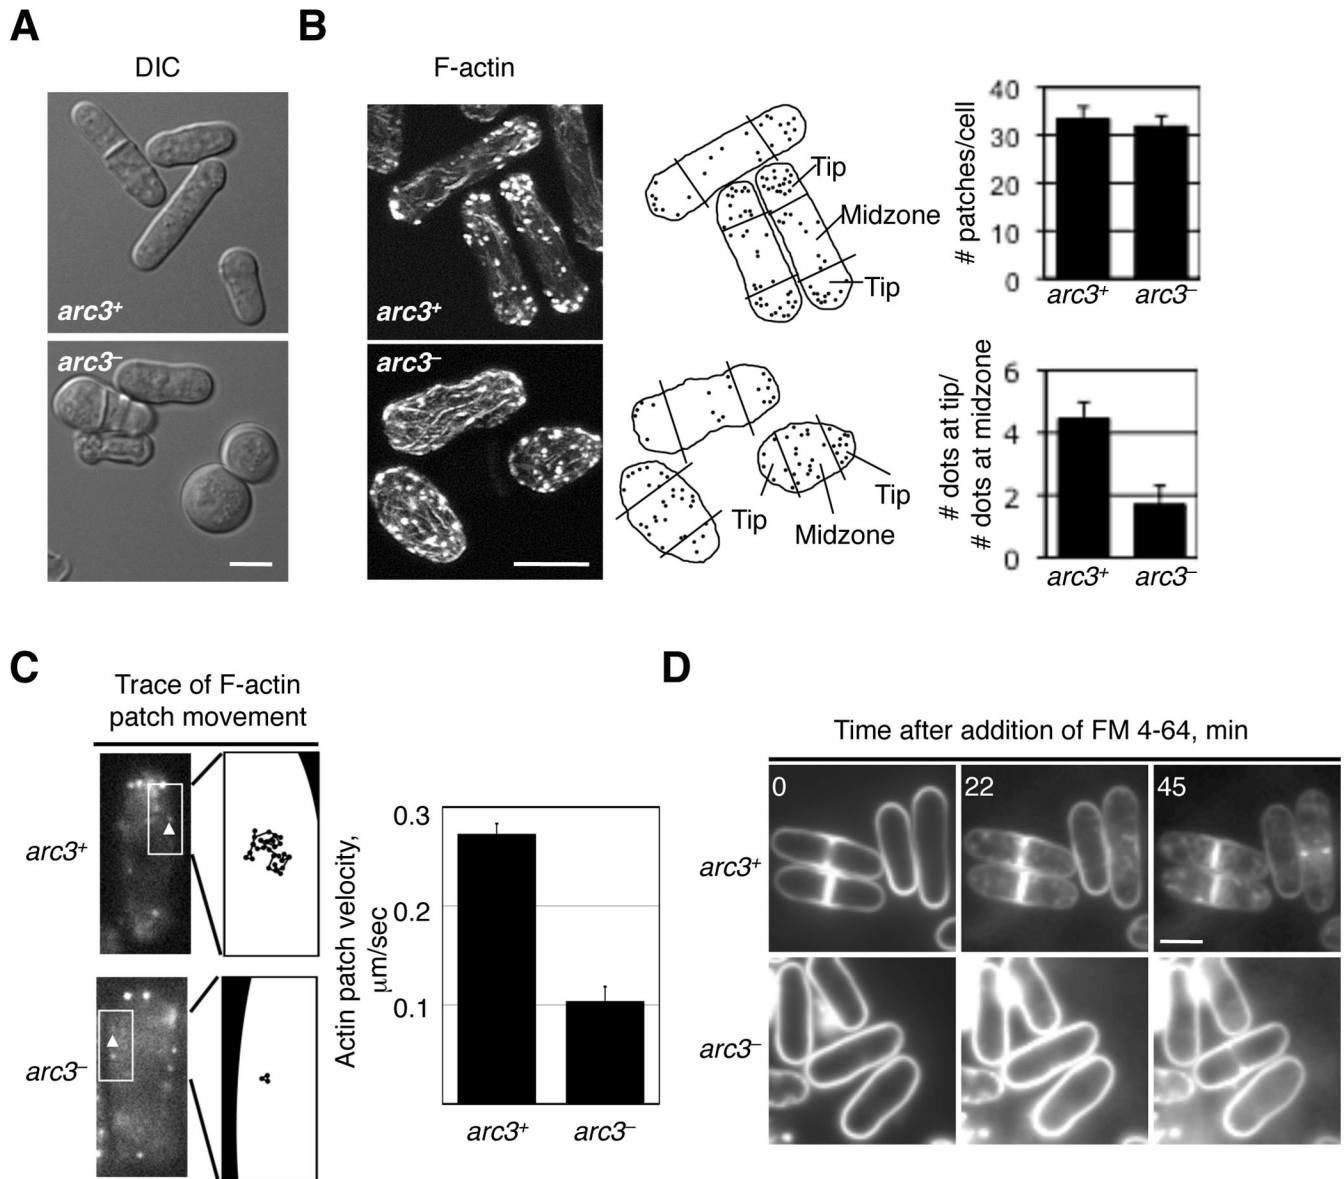 A
B
DIC
F-actin
arc3+
arc3–
arc3+
arc3–
Tip
Midzone
Tip
Tip
Midzone
Tip
# patches/cell
40
30
20
10
0
arc3+
arc3–
# dots at tip/
# dots at midzone
6
4
2
0
arc3+
arc3–
C
Trace of F-actin
patch movement
arc3+
arc3–
Actin patch velocity,
µm/sec
0.3
0.2
0.1
arc3+
arc3–
D
Time after addition of FM 4-64, min
0
22
45
arc3+
arc3–